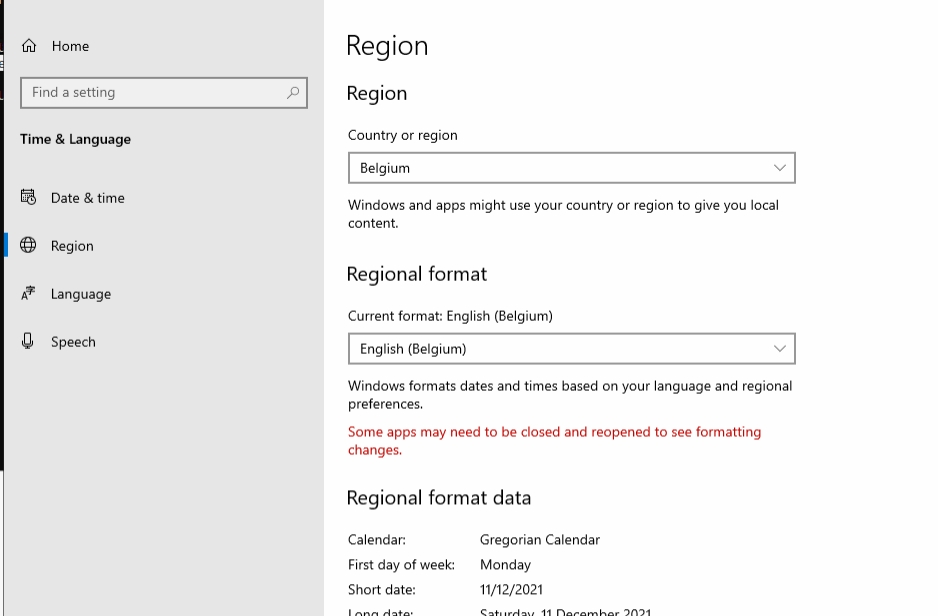 Home
Find a setting
Time & Language
Date & time
Region
Language
Speech
Region
Region
Country or region
Belgium
Windows and apps might use your country or region to give you local
content.
Regional format
Current format: English (Belgium)
English (Belgium)
Windows formats dates and times based on your language and regional
preferences.
Some apps may need to be closed and reopened to see formatting
changes.
Regional format data
Calendar: Gregorian Calendar
First day of week: Monday
Short date: 11/12/2021
Long date: Saturday, 11 December 2021